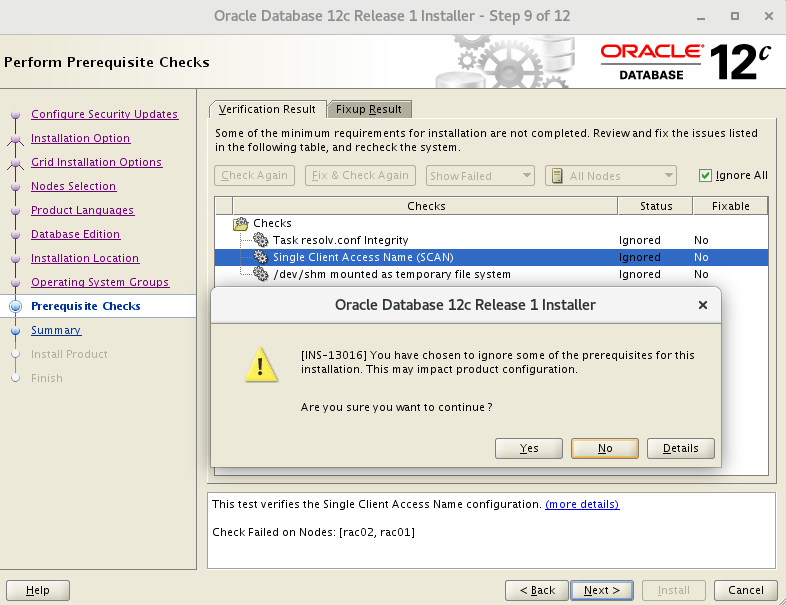 Oracle Database 12c Release 1 Installer - Step 9 of 12
Perform Prerequisite Checks
ORACLE
DATABASE
12c
Configure Security Updates
Installation Option
Grid Installation Options
Nodes Selection
Product Languages
Database Edition
Installation Location
Operating System Groups
Prerequisite Checks
Summary
Install Product
Finish
Verification Result Fixup Result
Some of the minimum requirements for installation are not completed. Review and fix the issues listed
in the following table, and recheck the system.
Check Again Fix & Check Again Show Failed All Nodes Ignore All
Checks Status Fixable
Checks
Task resolv.conf Integrity Ignored No
Single Client Access Name (SCAN) Ignored No
/dev/shm mounted as temporary file system Ignored No
Oracle Database 12c Release 1 Installer
[INS-13016] You have chosen to ignore some of the prerequisites for this
installation. This may impact product configuration.
Are you sure you want to continue?
Yes No Details
This test verifies the Single Client Access Name configuration. (more details)
Check Failed on Nodes: [rac02, rac01]
Help < Back Next > Install Cancel